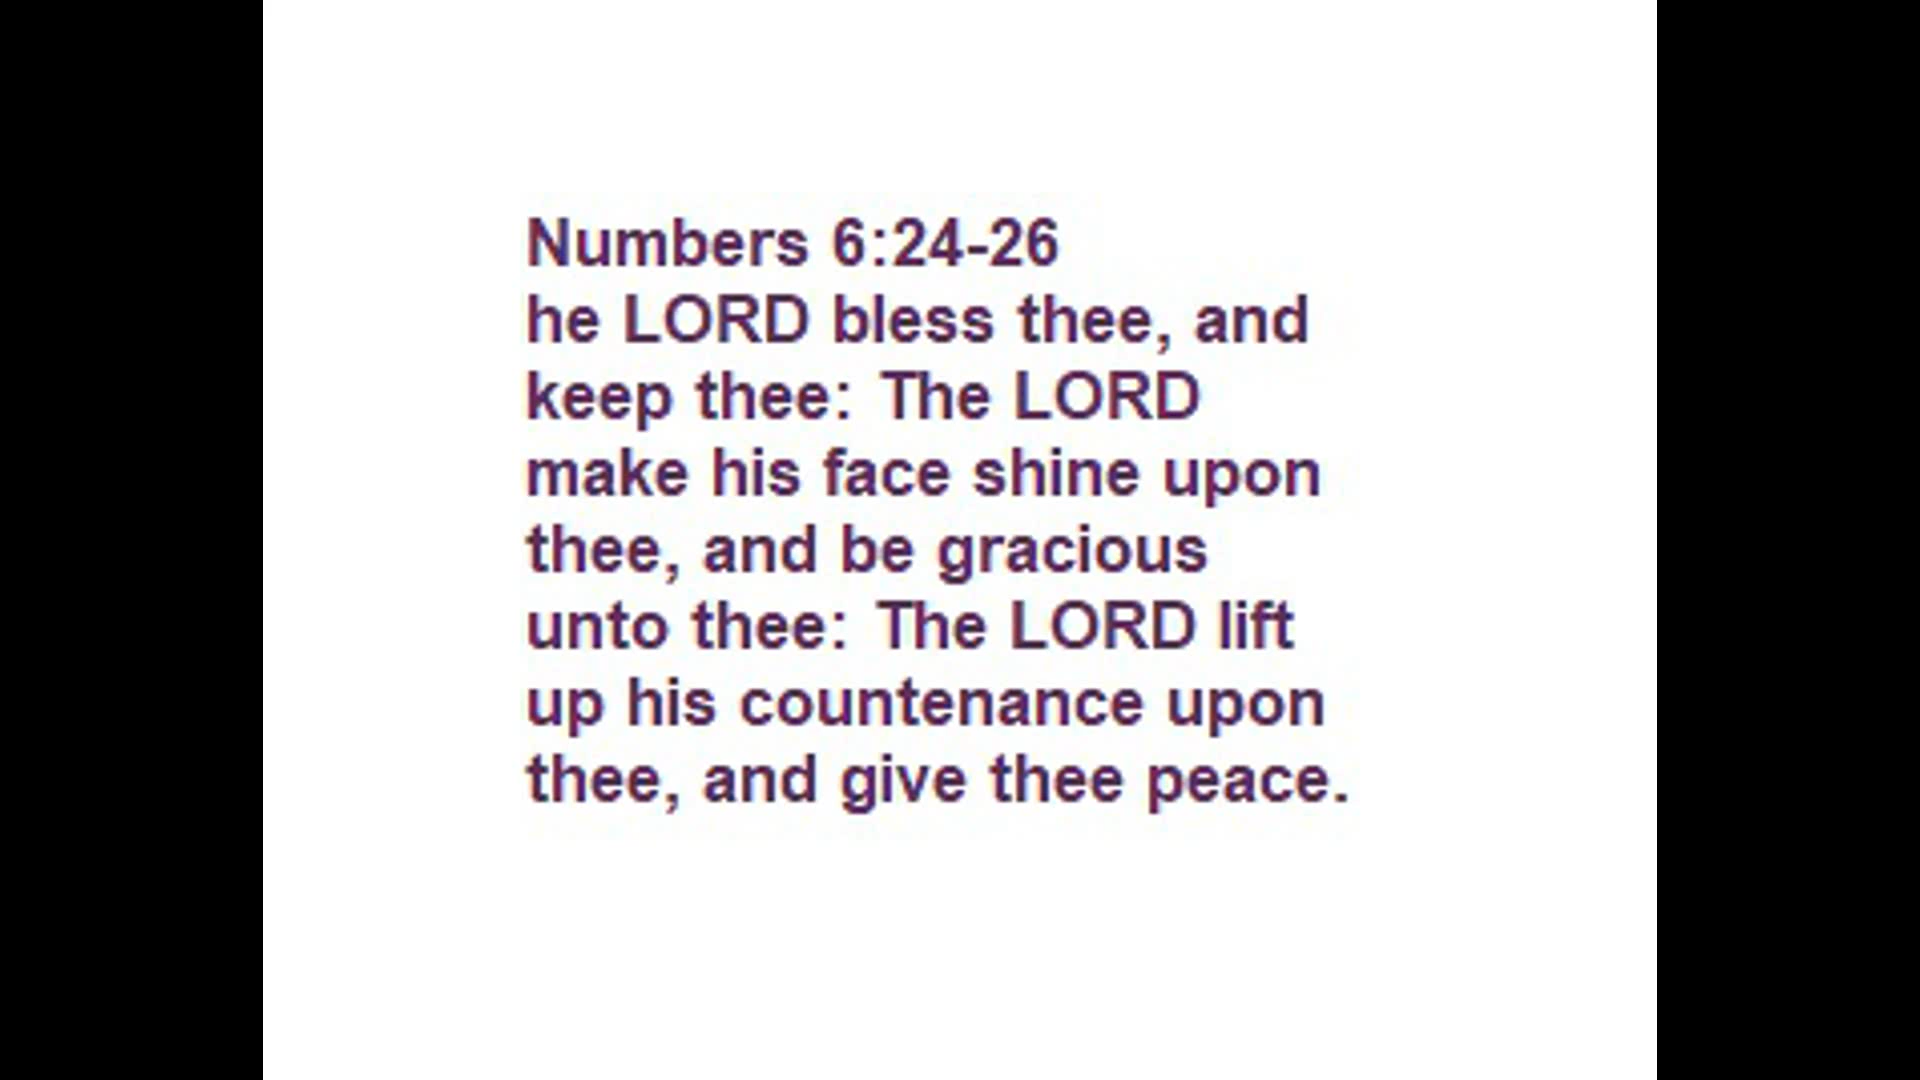 Numbers 6:24-26
he LORD bless thee, and
keep thee: The LORD
make his face shine upon
thee, and be gracious
unto thee: The LORD lift
up his countenance upon
thee, and give thee peace.